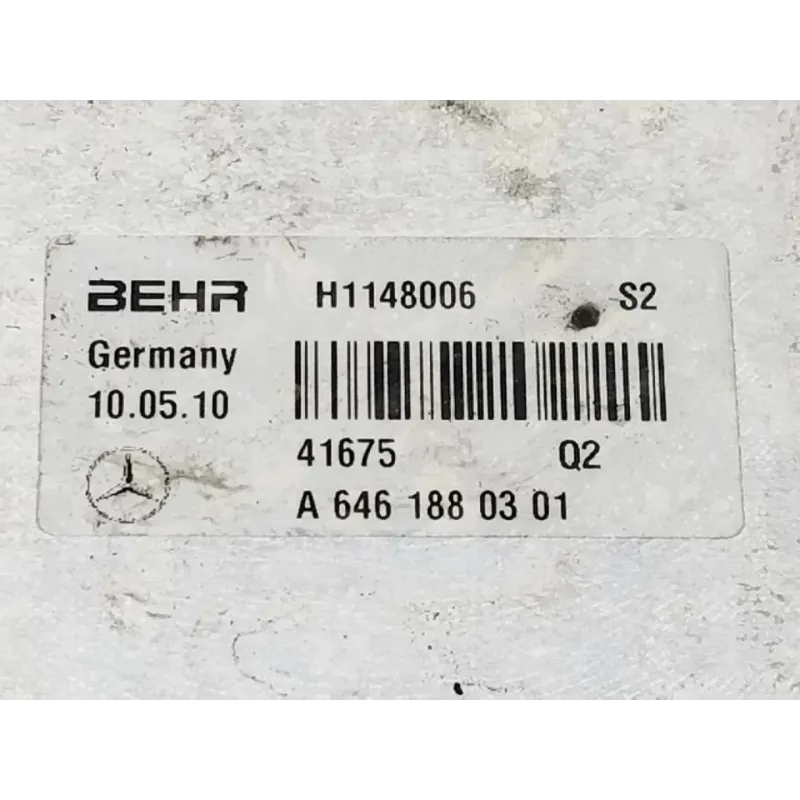 BEHR H1148006 S2
Germany
10.05.10
41675 Q2
A 646 188 03 01